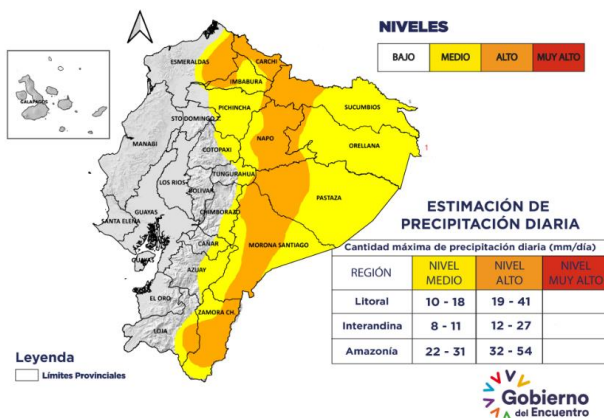 NIVELES
BAJO MEDIO ALTO MUY ALTO
GALAPAGOS
ESMERALDAS
CARCHI
IMBABURA
SUCUMBIOS
PICHINCHA
STO DOMINGO Z.
NAPO
ORELLANA
MANABI
COTOPAXI
TUNGURAHUA
LOS RIOS
BOLIVAR
PASTAZA
CHIMBORAZO
GUAYAS
SANTA ELENA
MORONA SANTIAGO
CAÑAR
GUAYAS
AZUAY
EL ORO
ZAMORA CH.
LOJA
ESTIMACIÓN DE
PRECIPITACIÓN DIARIA
Cantidad máxima de precipitación diaria (mm/día)
REGIÓN NIVEL MEDIO NIVEL ALTO NIVEL MUY ALTO
Litoral 10 - 18 19 - 41
Interandina 8 - 11 12 - 27
Amazonía 22 - 31 32 - 54
Leyenda
Límites Provinciales
Gobierno
del Encuentro